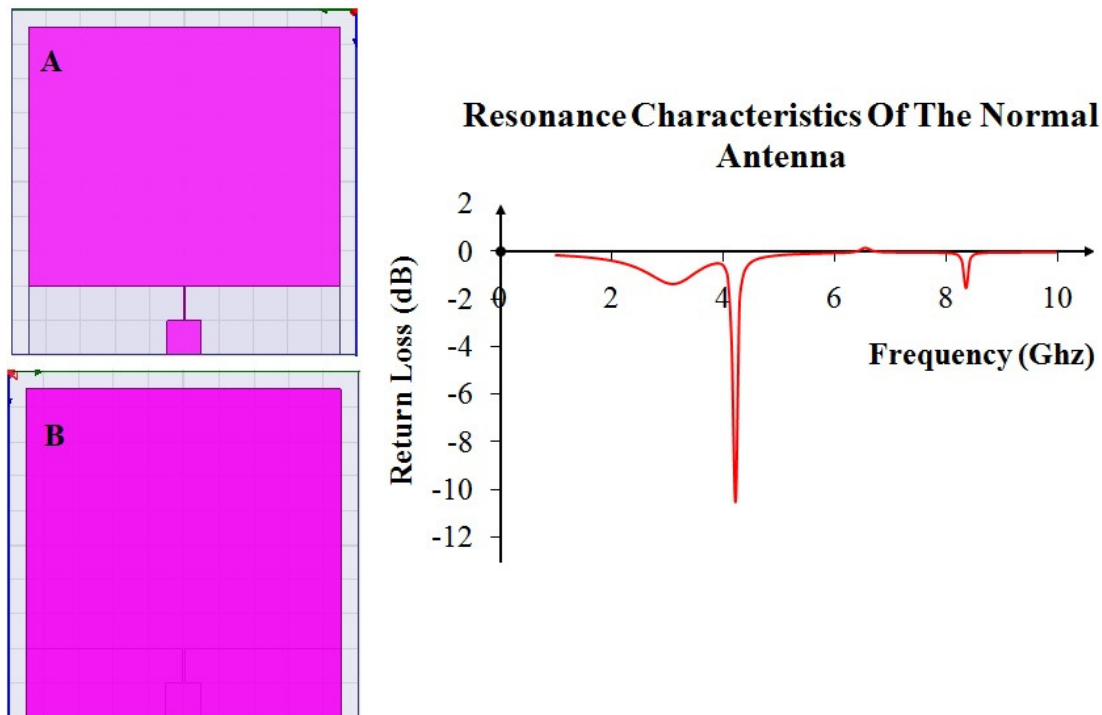 A
B
Resonance Characteristics Of The Normal
Antenna
2
0
-2
-4
-6
-8
-10
-12
0
2
4
6
8
10
Return Loss (dB)
Frequency (Ghz)